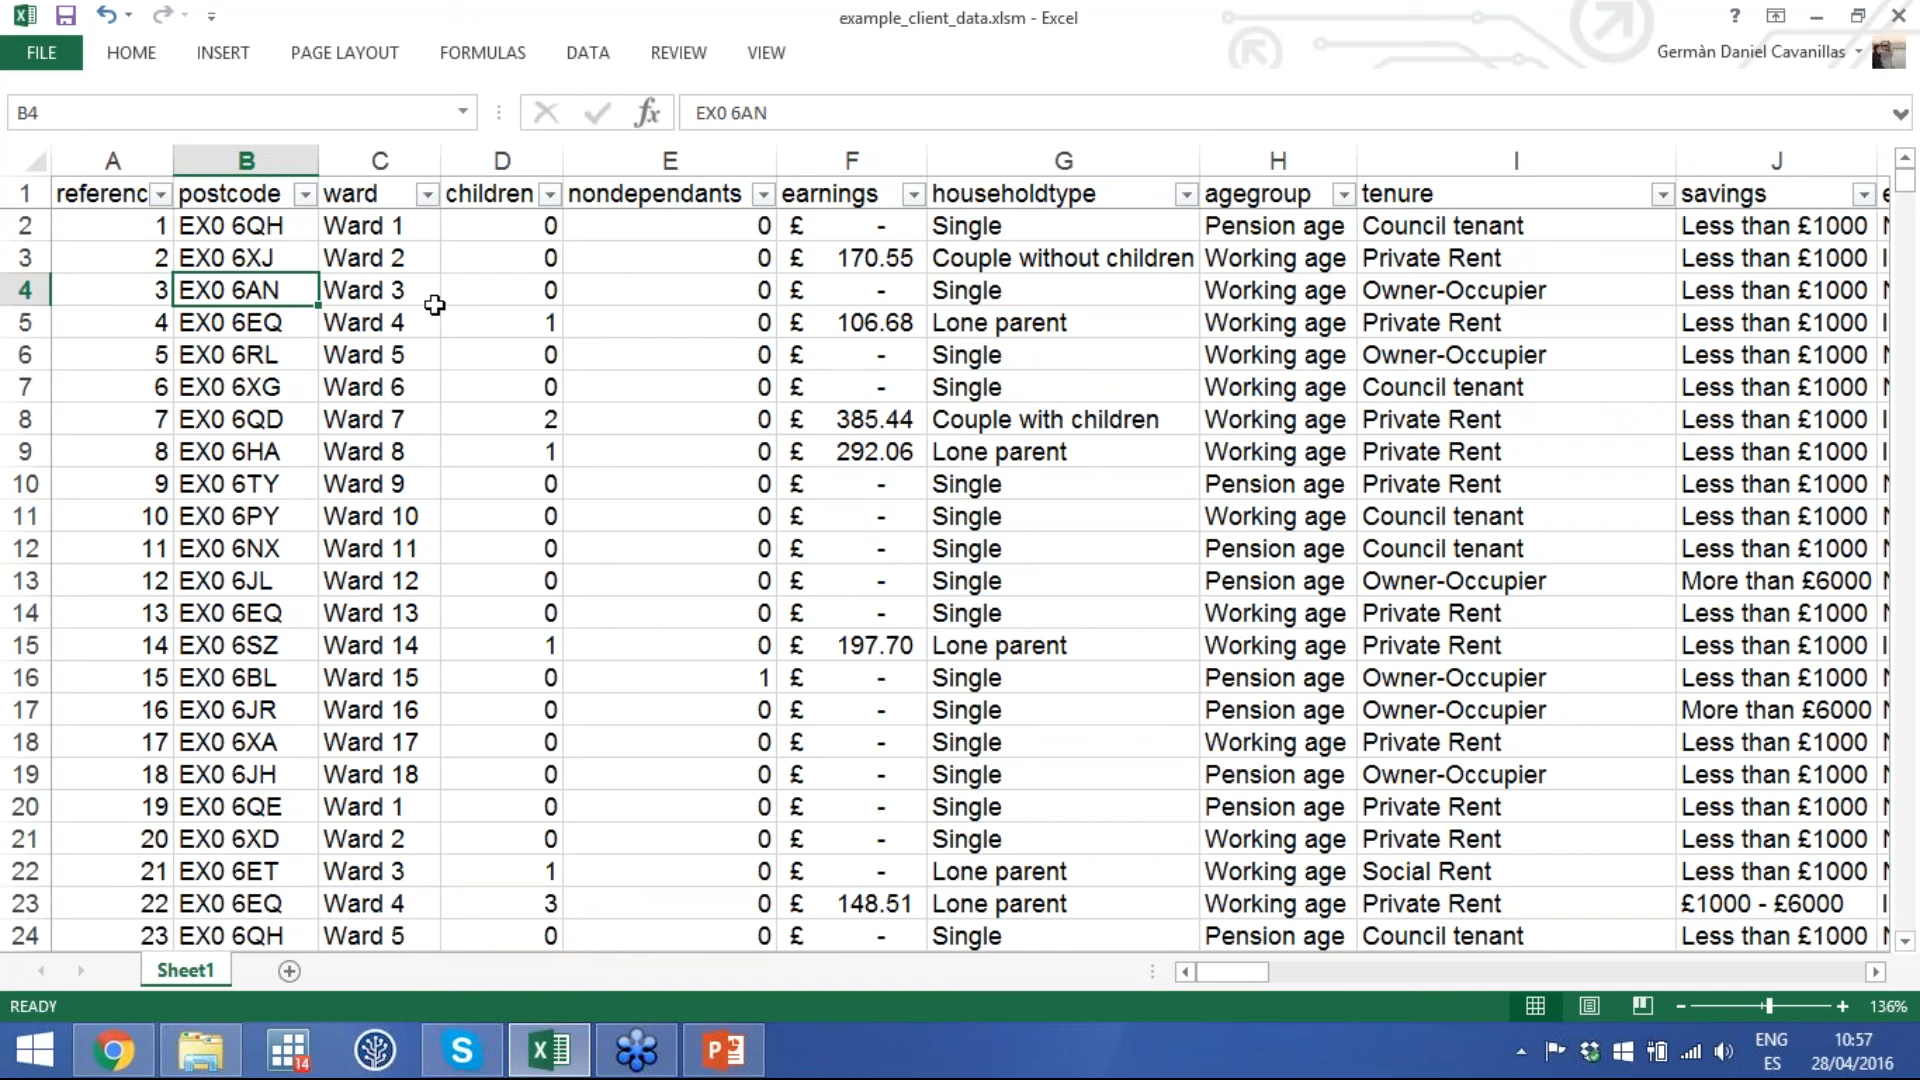 example_client_data.xlsm - Excel
?
FILE HOME INSERT PAGE LAYOUT FORMULAS DATA REVIEW VIEW Germàn Daniel Cavanillas
B4 fx EX0 6AN
A B C D E F G H I J
1 referenc postcode ward children nondependants earnings householdtype agegroup tenure savings e
2 1 EX0 6QH Ward 1 0 0 £ - Single Pension age Council tenant Less than £1000
3 2 EX0 6XJ Ward 2 0 0 £ 170.55 Couple without children Working age Private Rent Less than £1000
4 3 EX0 6AN Ward 3 0 0 £ - Single Working age Owner-Occupier Less than £1000
5 4 EX0 6EQ Ward 4 1 0 £ 106.68 Lone parent Working age Private Rent Less than £1000
6 5 EX0 6RL Ward 5 0 0 £ - Single Working age Owner-Occupier Less than £1000
7 6 EX0 6XG Ward 6 0 0 £ - Single Working age Council tenant Less than £1000
8 7 EX0 6QD Ward 7 2 0 £ 385.44 Couple with children Working age Private Rent Less than £1000
9 8 EX0 6HA Ward 8 1 0 £ 292.06 Lone parent Working age Private Rent Less than £1000
10 9 EX0 6TY Ward 9 0 0 £ - Single Pension age Private Rent Less than £1000
11 10 EX0 6PY Ward 10 0 0 £ - Single Working age Council tenant Less than £1000
12 11 EX0 6NX Ward 11 0 0 £ - Single Pension age Council tenant Less than £1000
13 12 EX0 6JL Ward 12 0 0 £ - Single Pension age Owner-Occupier More than £6000
14 13 EX0 6EQ Ward 13 0 0 £ - Single Working age Private Rent Less than £1000
15 14 EX0 6SZ Ward 14 1 0 £ 197.70 Lone parent Working age Private Rent Less than £1000
16 15 EX0 6BL Ward 15 0 1 £ - Single Pension age Owner-Occupier Less than £1000
17 16 EX0 6JR Ward 16 0 0 £ - Single Pension age Owner-Occupier More than £6000
18 17 EX0 6XA Ward 17 0 0 £ - Single Working age Private Rent Less than £1000
19 18 EX0 6JH Ward 18 0 0 £ - Single Pension age Owner-Occupier Less than £1000
20 19 EX0 6QE Ward 1 0 0 £ - Single Pension age Private Rent Less than £1000
21 20 EX0 6XD Ward 2 0 0 £ - Single Working age Private Rent Less than £1000
22 21 EX0 6ET Ward 3 1 0 £ - Lone parent Working age Social Rent Less than £1000
23 22 EX0 6EQ Ward 4 3 0 £ 148.51 Lone parent Working age Private Rent £1000 - £6000
24 23 EX0 6QH Ward 5 0 0 £ - Single Pension age Council tenant Less than £1000
Sheet1
READY 136%
14
ENG 10:57
ES 28/04/2016